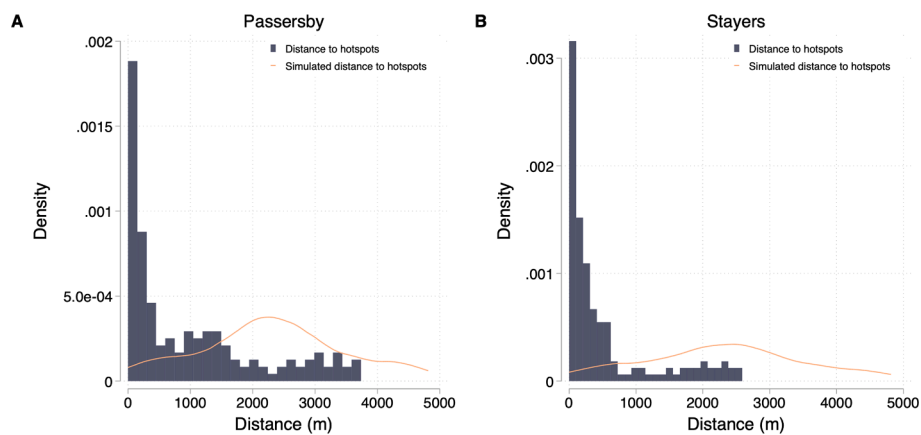 A
Passersby
.002
.0015
.001
5.0e-04
0
Density
Distance to hotspots
Simulated distance to hotspots
0 1000 2000 3000 4000 5000
Distance (m)
B
Stayers
.003
.002
.001
0
Density
Distance to hotspots
Simulated distance to hotspots
0 1000 2000 3000 4000 5000
Distance (m)